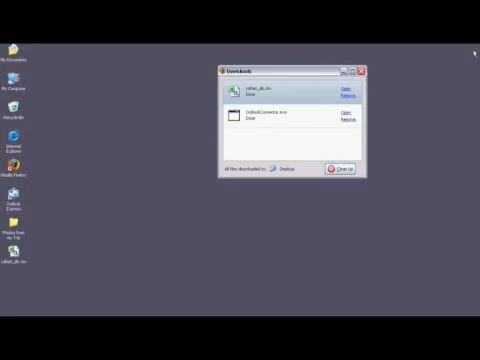 My Documents
My Computer
Recycle Bin
Internet
Explorer
Mozilla Firefox
Outlook
Express
Photos from
my Trip
yahoo_ab.csv
Downloads
yahoo_ab.csv
Done
Open
Remove
OutlookConnector.exe
Done
Open
Remove
All files downloaded to:
Desktop
Clean Up